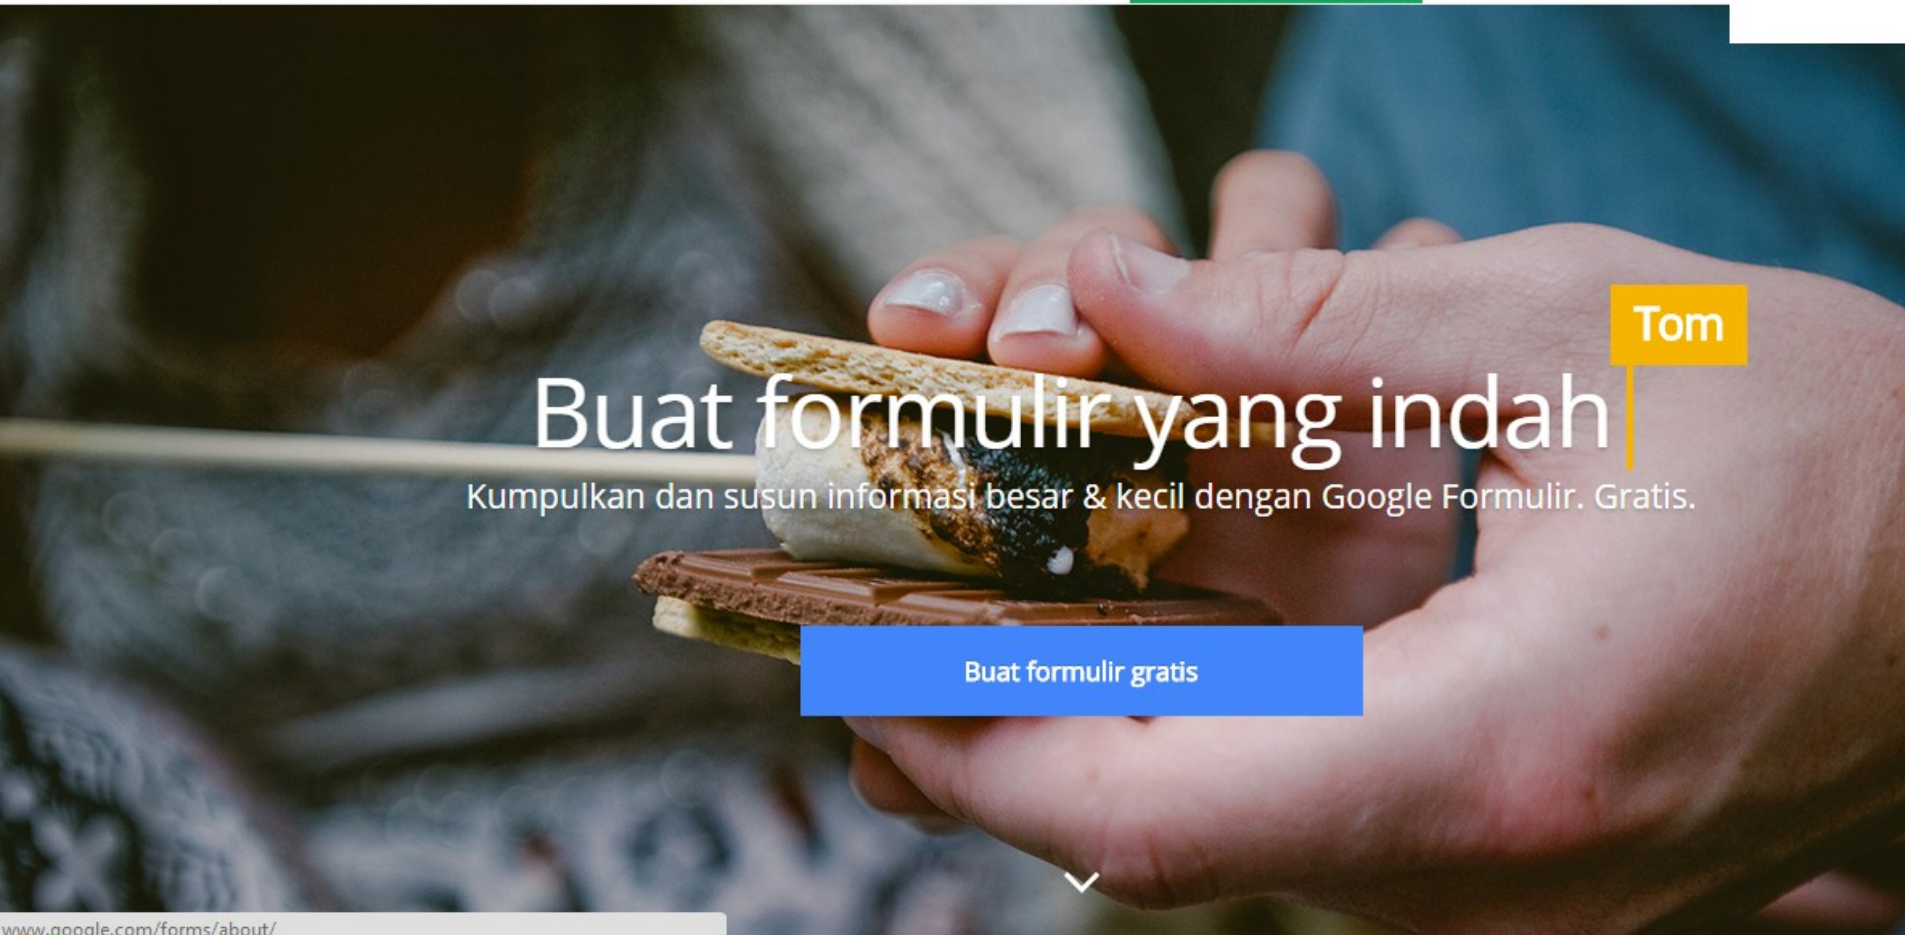 Tom
Buat formulir yang indah
Kumpulkan dan susun informasi besar & kecil dengan Google Formulir. Gratis.
Buat formulir gratis
www.google.com/forms/about/